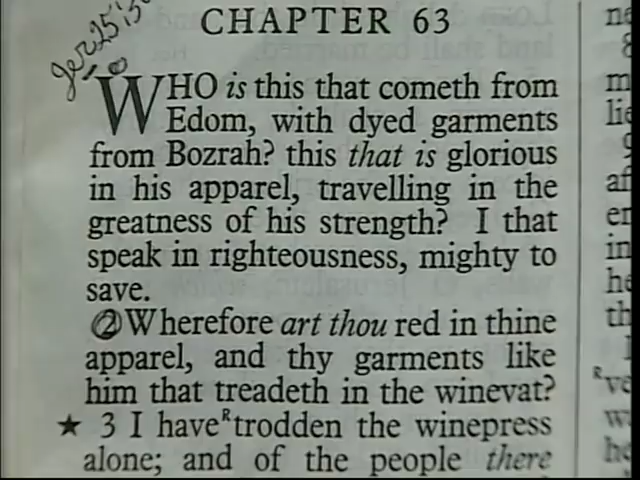 Jer 25:30
CHAPTER 63
WHO is this that cometh from
Edom, with dyed garments
from Bozrah? this that is glorious
in his apparel, travelling in the
greatness of his strength? I that
speak in righteousness, mighty to
save.
2 Wherefore art thou red in thine
apparel, and thy garments like
him that treadeth in the winevat?
★ 3 I have R trodden the winepress
alone; and of the people there